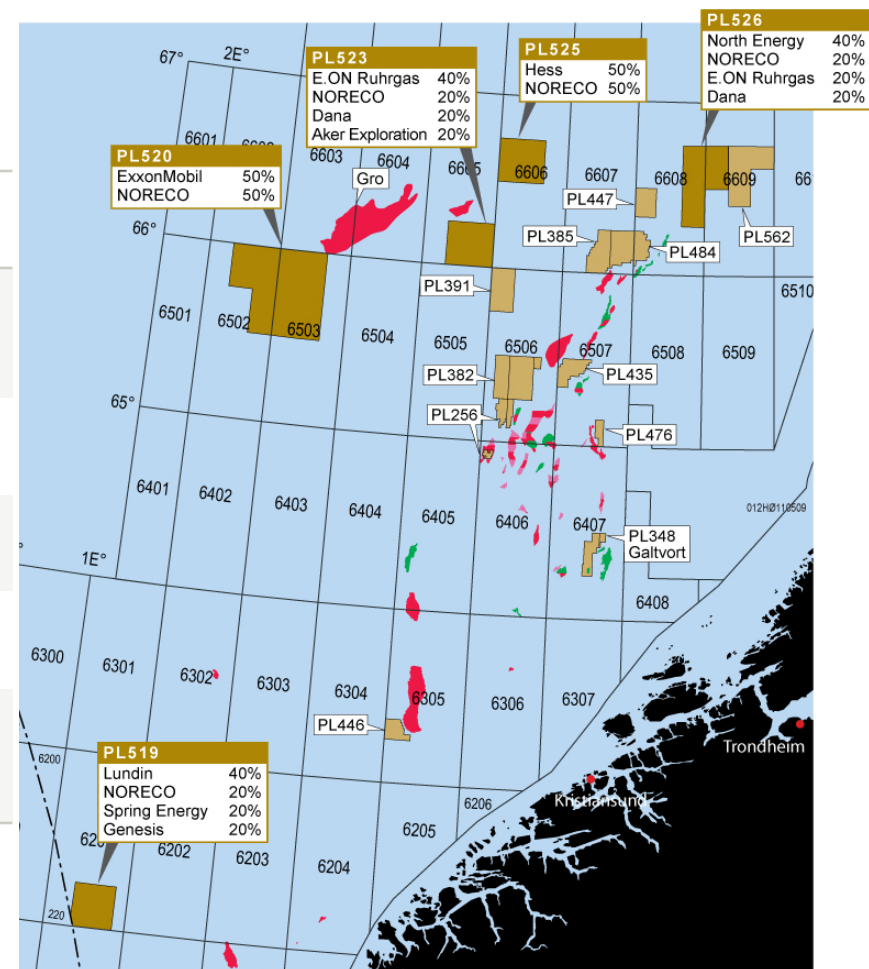 PL526
North Energy 40%
NORECO 20%
E.ON Ruhrgas 20%
Dana 20%
PL525
Hess 50%
NORECO 50%
PL523
E.ON Ruhrgas 40%
NORECO 20%
Dana 20%
Aker Exploration 20%
67°
2E°
PL520
ExxonMobil 50%
NORECO 50%
6601
6603
6604
6606
6607
6608
6609
Gro
PL447
PL385
PL484
PL562
66°
PL391
6510
6501
6502
6503
6504
6505
6506
6507
6508
6509
PL382
PL435
PL256
PL476
65°
6401
6402
6403
6404
6405
6406
6407
012HØ110509
PL348
Galtvort
1E°
6408
6300
6301
6302
6303
6304
6305
6306
6307
PL446
Trondheim
Kristiansund
6200
PL519
Lundin 40%
NORECO 20%
Spring Energy 20%
Genesis 20%
6206
6205
6202
6203
6204
220